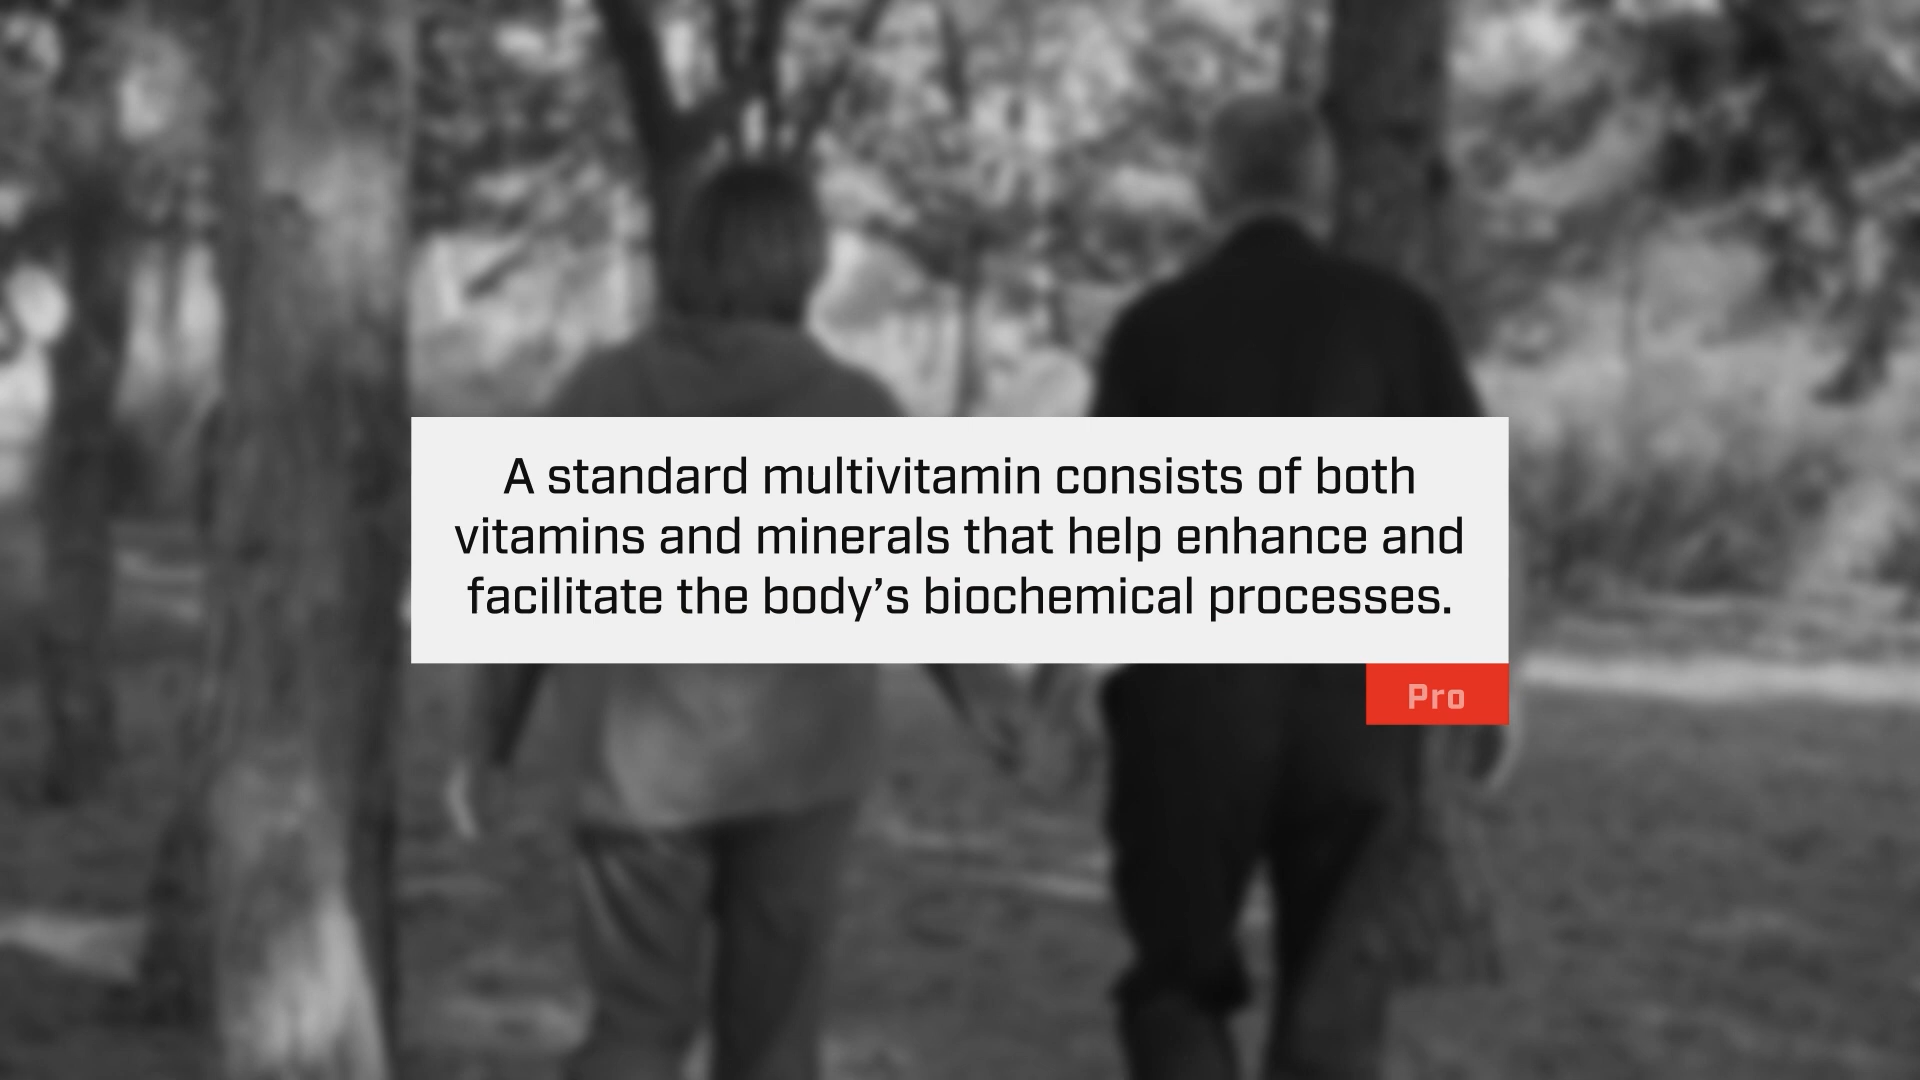 A standard multivitamin consists of both
vitamins and minerals that help enhance and
facilitate the body’s biochemical processes.
Pro